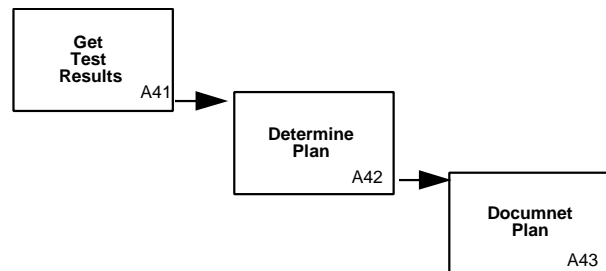 Get
Test
Results
A41
Determine
Plan
A42
Documnet
Plan
A43